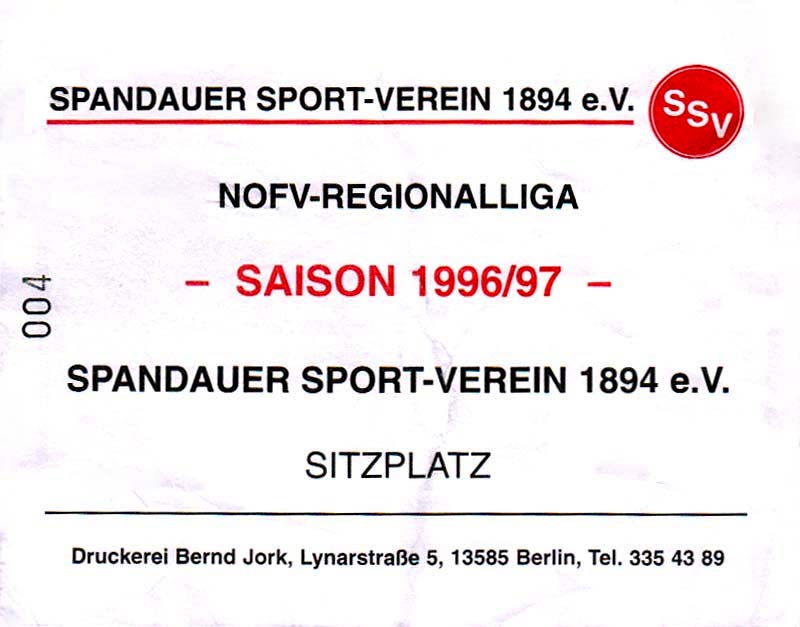 SPANDAUER SPORT-VEREIN 1894 e.V.
SSV
NOFV-REGIONALLIGA
– SAISON 1996/97 –
004
SPANDAUER SPORT-VEREIN 1894 e.V.
SITZPLATZ
Druckerei Bernd Jork, Lynarstraße 5, 13585 Berlin, Tel. 335 43 89